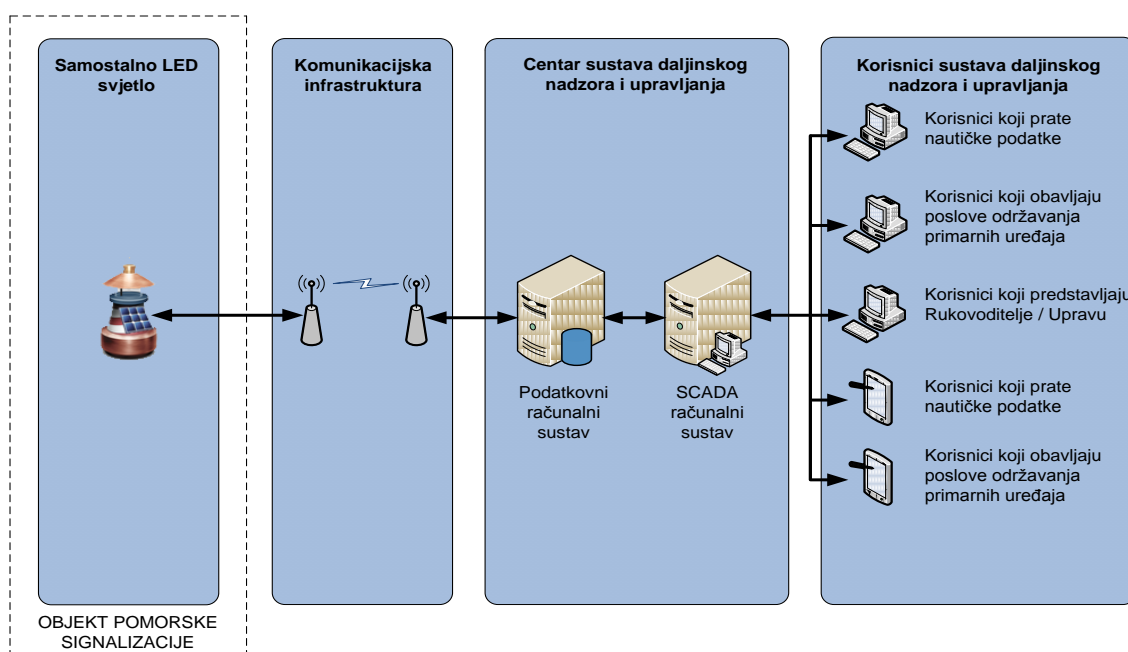 Samostalno LED
svjetlo
Komunikacijska
infrastruktura
Centar sustava daljinskog
nadzora i upravljanja
Korisnici sustava daljinskog
nadzora i upravljanja
Korisnici koji prate
nautičke podatke
Korisnici koji obavljaju
poslove održavanja
primarnih uređaja
Korisnici koji predstavljaju
Rukovoditelje / Upravu
Korisnici koji prate
nautičke podatke
Korisnici koji obavljaju
poslove održavanja
primarnih uređaja
Podatkovni
računalni
sustav
SCADA
računalni
sustav
OBJEKT POMORSKE
SIGNALIZACIJE